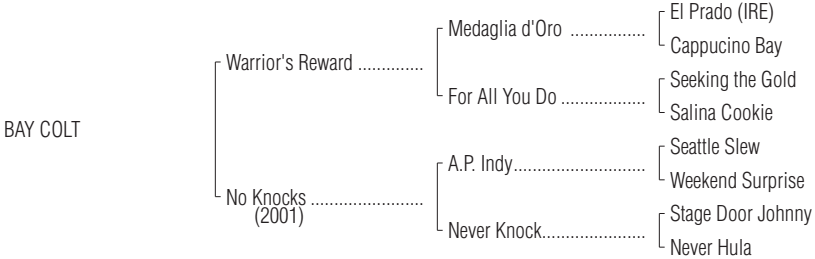 El Prado (IRE)
Medaglia d'Oro ................
Cappucino Bay
Warrior's Reward ..............
Seeking the Gold
For All You Do ..................
Salina Cookie
BAY COLT
Seattle Slew
A.P. Indy............................
Weekend Surprise
No Knocks ........................
(2001)
Stage Door Johnny
Never Knock......................
Never Hula